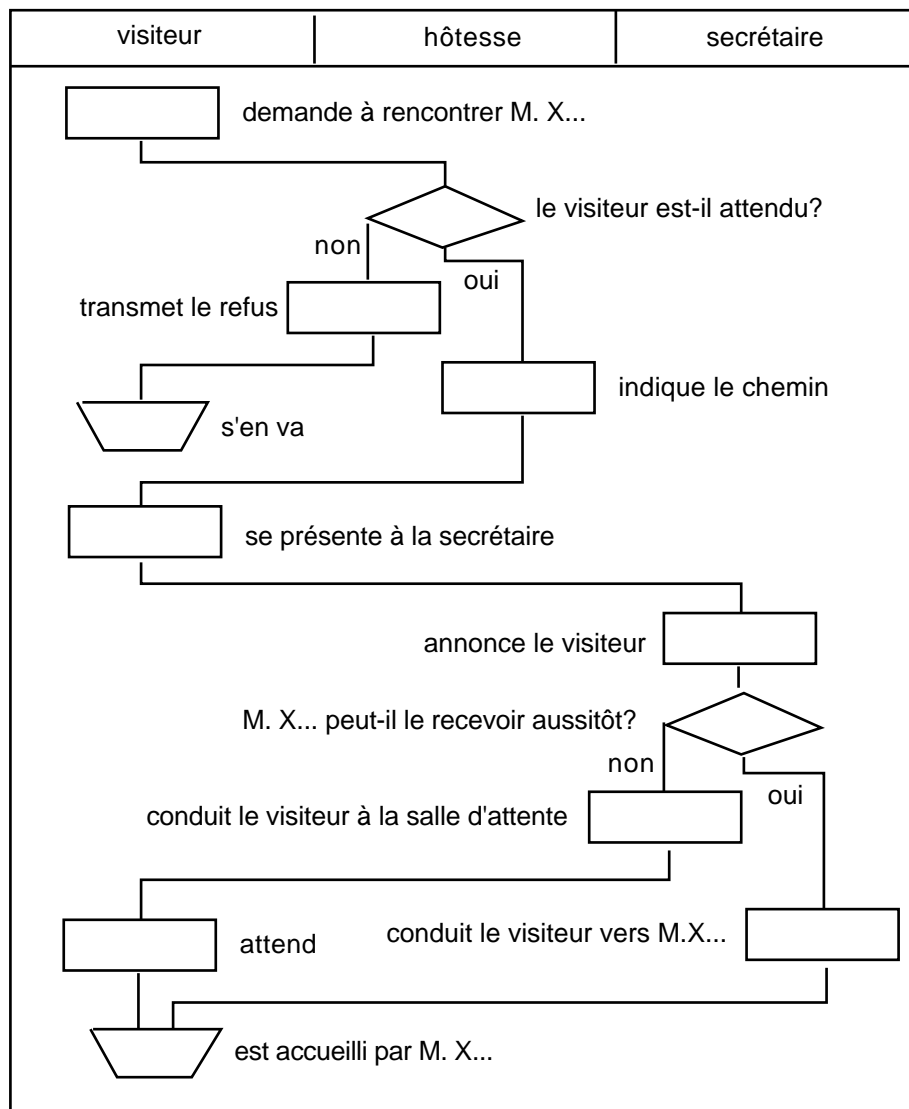 visiteur
hôtesse
secrétaire
demande à rencontrer M. X...
le visiteur est-il attendu?
non
oui
transmet le refus
indique le chemin
s'en va
se présente à la secrétaire
annonce le visiteur
M. X... peut-il le recevoir aussitôt?
non
oui
conduit le visiteur à la salle d'attente
attend
conduit le visiteur vers M.X...
est accueilli par M. X...